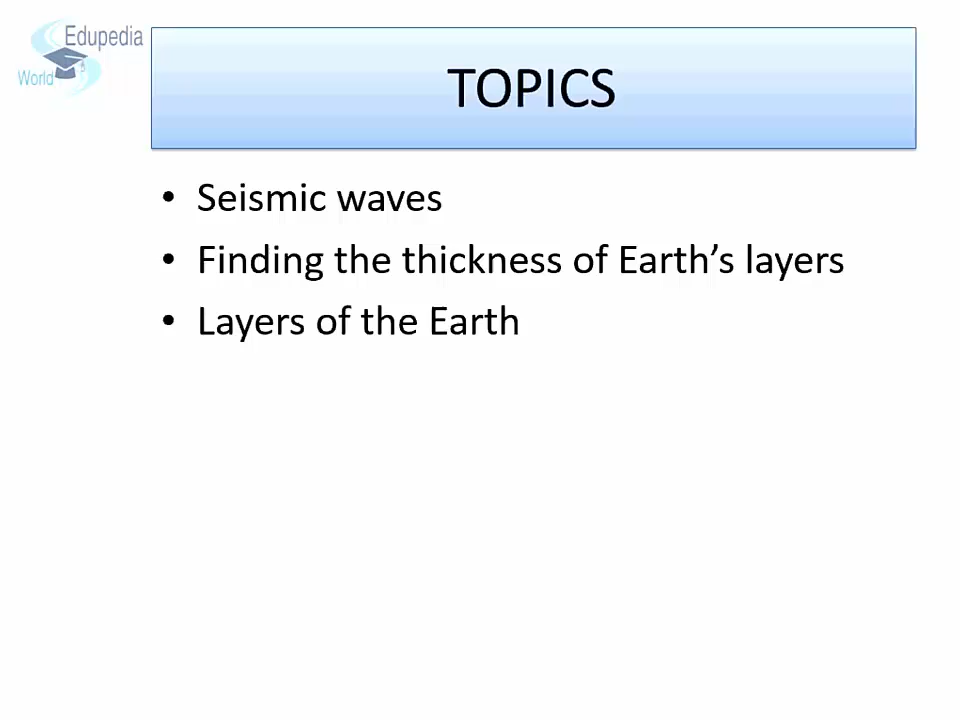 Edupedia
World
TOPICS
• Seismic waves
• Finding the thickness of Earth’s layers
• Layers of the Earth